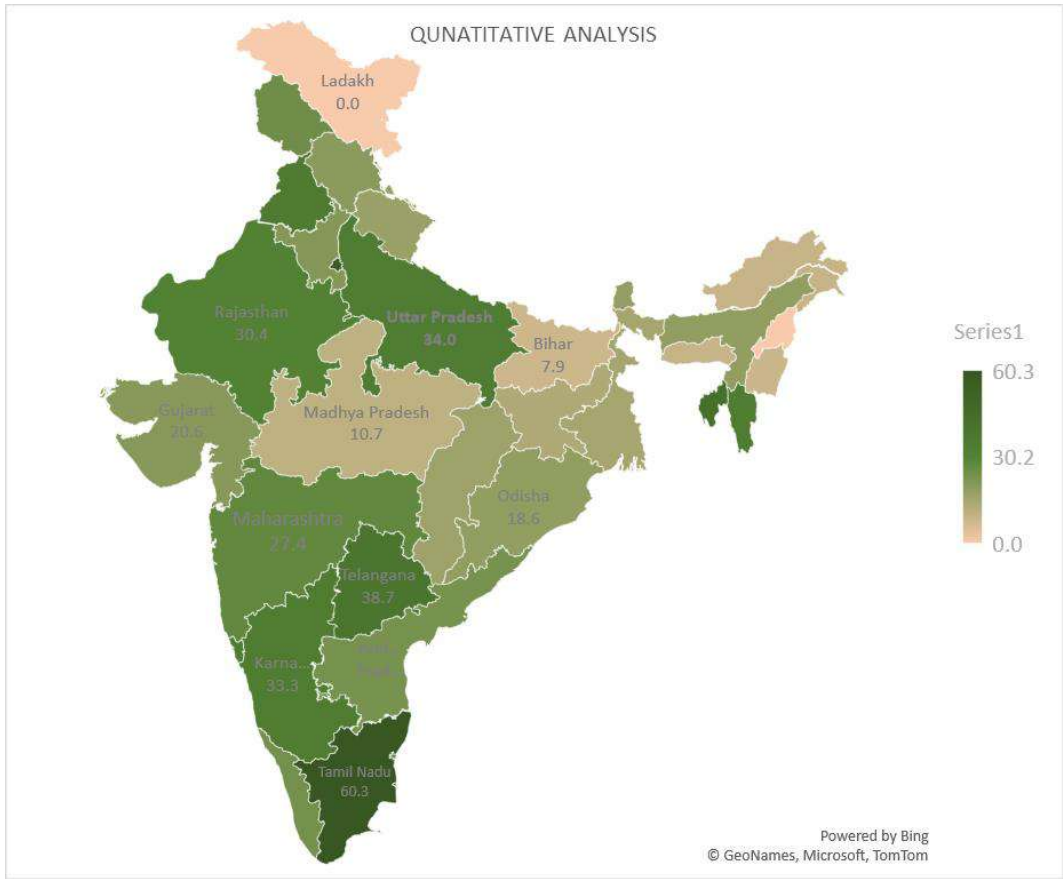 QUNATITATIVE ANALYSIS
Ladakh
0.0
Rajasthan
30.4
Uttar Pradesh
34.0
Bihar
7.9
Gujarat
20.6
Madhya Pradesh
10.7
Odisha
18.6
Maharashtra
27.4
Telangana
38.7
Karna...
33.3
Tamil Nadu
60.3
Series1
60.3
30.2
0.0
Powered by Bing
© GeoNames, Microsoft, TomTom